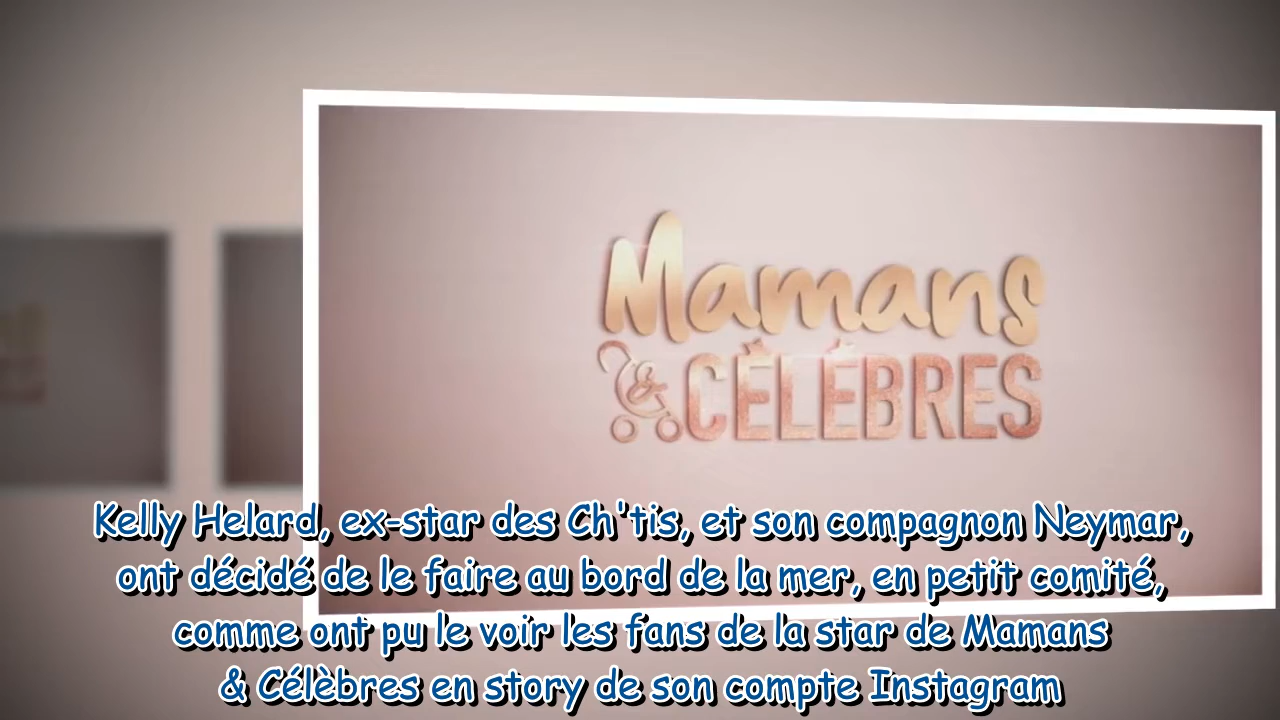 Mamans
& CÉLÈBRES
Kelly Helard, ex-star des Ch'tis, et son compagnon Neymar,
ont décidé de le faire au bord de la mer, en petit comité,
comme ont pu le voir les fans de la star de Mamans
& Célèbres en story de son compte Instagram